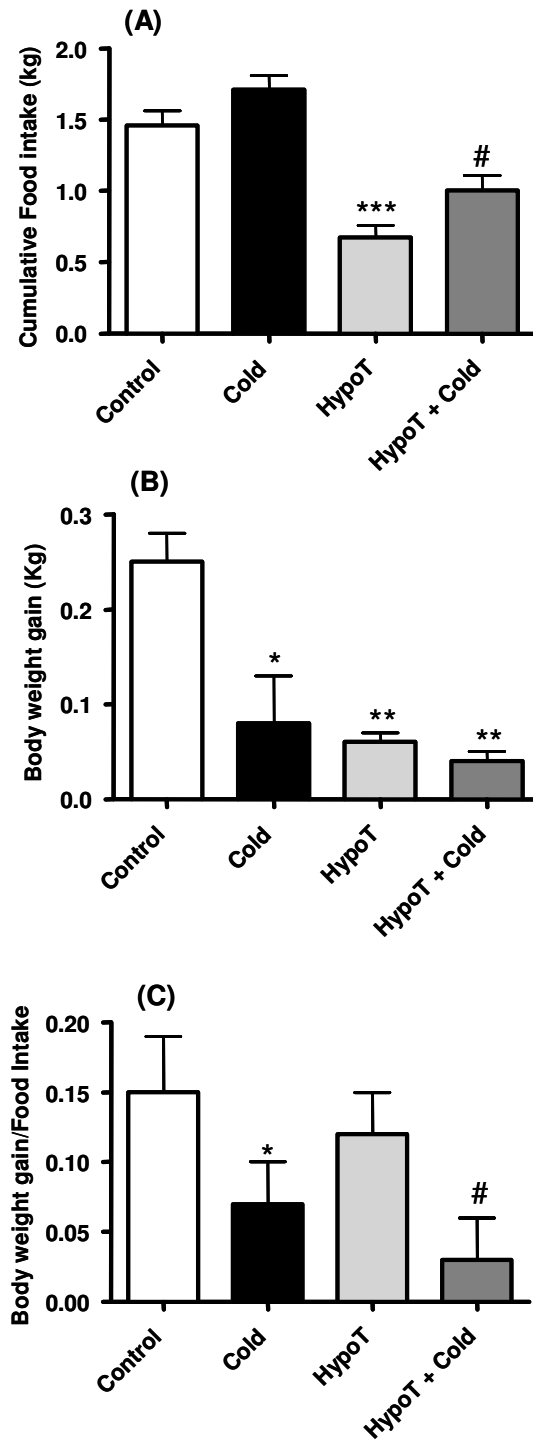 (A)
Cumulative Food intake (kg)
2.0
1.5
1.0
0.5
0.0
***
#
Control
Cold
HypoT
HypoT + Cold
(B)
Body weight gain (Kg)
0.3
0.2
0.1
0.0
*
**
**
Control
Cold
HypoT
HypoT + Cold
(C)
Body weight gain/Food Intake
0.20
0.15
0.10
0.05
0.00
*
#
Control
Cold
HypoT
HypoT + Cold